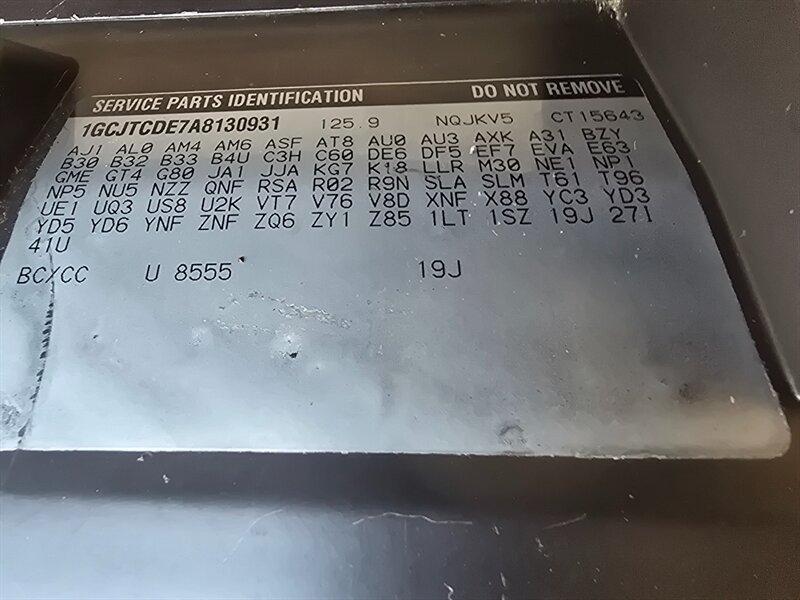 SERVICE PARTS IDENTIFICATION DO NOT REMOVE
1GCJTCDE7A8130931 125.9 NQJKV5 CT15643
AJ1 AL0 AM4 AM6 ASF AT8 AU0 AU3 AXK A31 BZY
B30 B32 B33 B4U C3H C60 DE6 DF5 EF7 EVA E63
GME GT4 G80 JA1 JJA KG7 K18 LLR M30 NE1 NP1
NP5 NU5 NZZ QNF RSA R02 R9N SLA SLM T61 T96
UE1 UQ3 US8 U2K VT7 V76 V8D XNF X88 YC3 YD3
YD5 YD6 YNF ZNF ZQ6 ZY1 Z85 1LT 1SZ 19J 27I
41U
BC/CC U 8555 19J